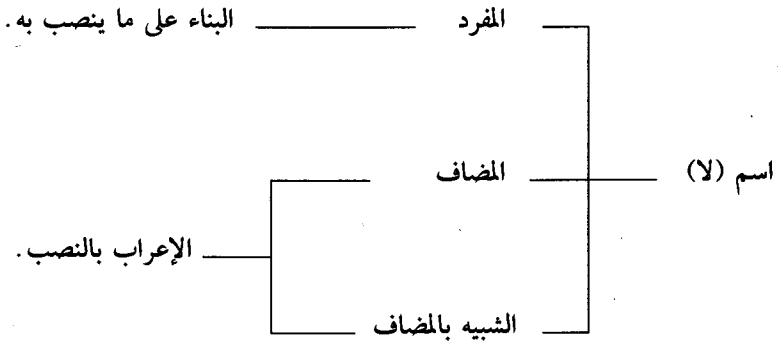 المفرد البناء على ما ينصب به.
اسم (لا) المضاف
الإعراب بالنصب.
الشبيه بالمضاف